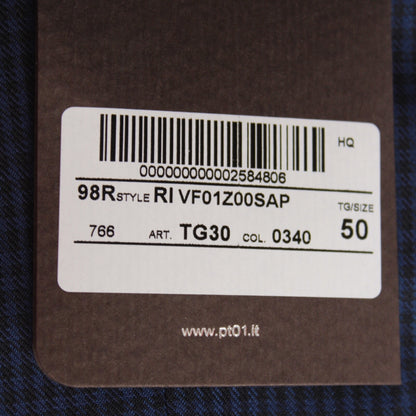 HQ
000000000002584806
98R STYLE RI VF01Z00SAP
TG/SIZE
766 ART. TG30 COL. 0340 50
www.pt01.it